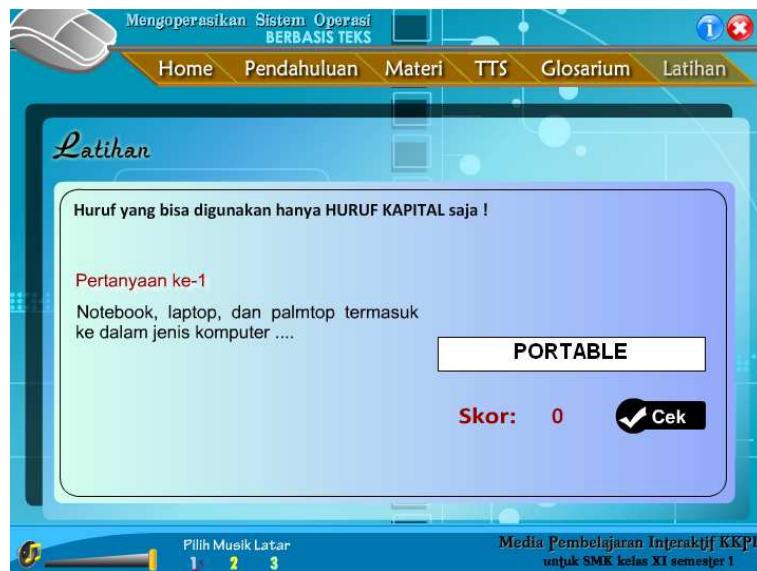 Mengoperasikan Sistem Operasi
BERBASIS TEKS
Home Pendahuluan Materi TTS Glosarium Latihan
Latihan
Huruf yang bisa digunakan hanya HURUF KAPITAL saja !
Pertanyaan ke-1
Notebook, laptop, dan palmtop termasuk
ke dalam jenis komputer ....
PORTABLE
Skor: 0 Cek
Pilih Musik Latar
1 2 3
Media Pembelajaran Interaktif KKPI
untuk SMK kelas XI semester 1